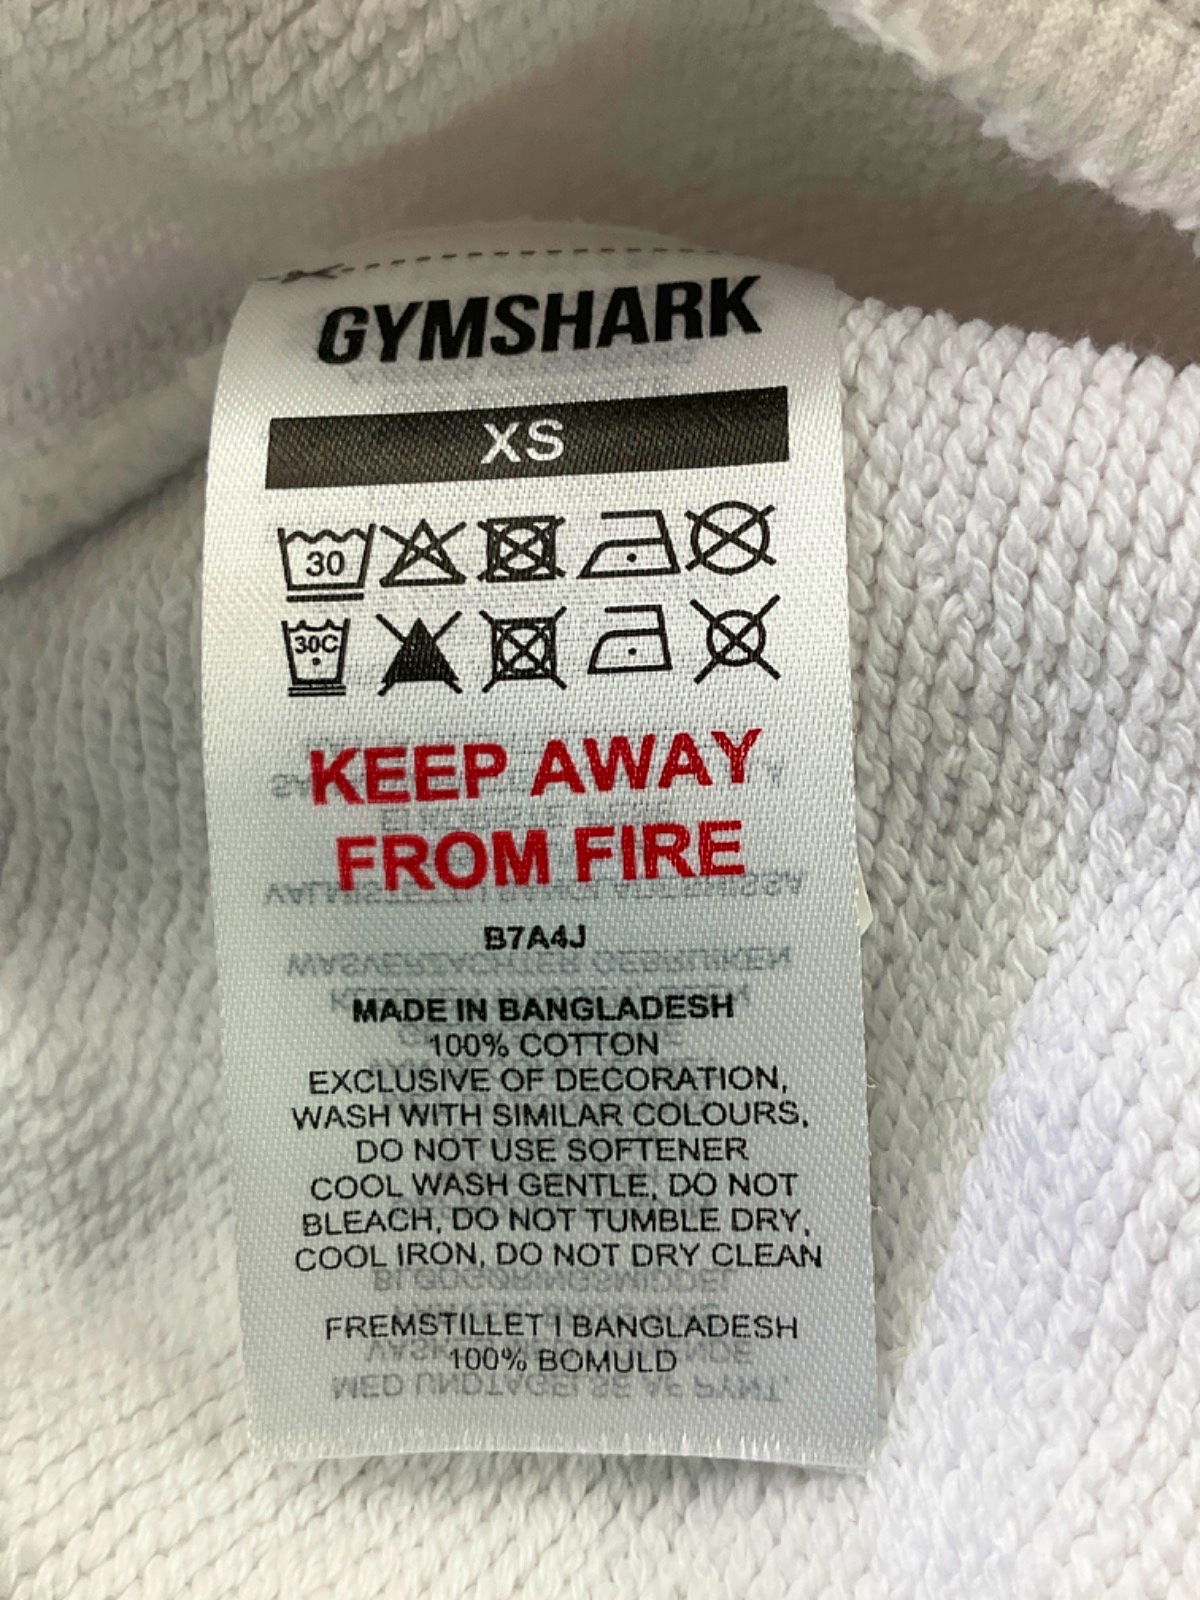 GYMSHARK
XS
30
30C
KEEP AWAY
FROM FIRE
B7A4J
MADE IN BANGLADESH
100% COTTON
EXCLUSIVE OF DECORATION,
WASH WITH SIMILAR COLOURS,
DO NOT USE SOFTENER
COOL WASH GENTLE, DO NOT
BLEACH, DO NOT TUMBLE DRY,
COOL IRON, DO NOT DRY CLEAN
FREMSTILLET I BANGLADESH
100% BOMULD